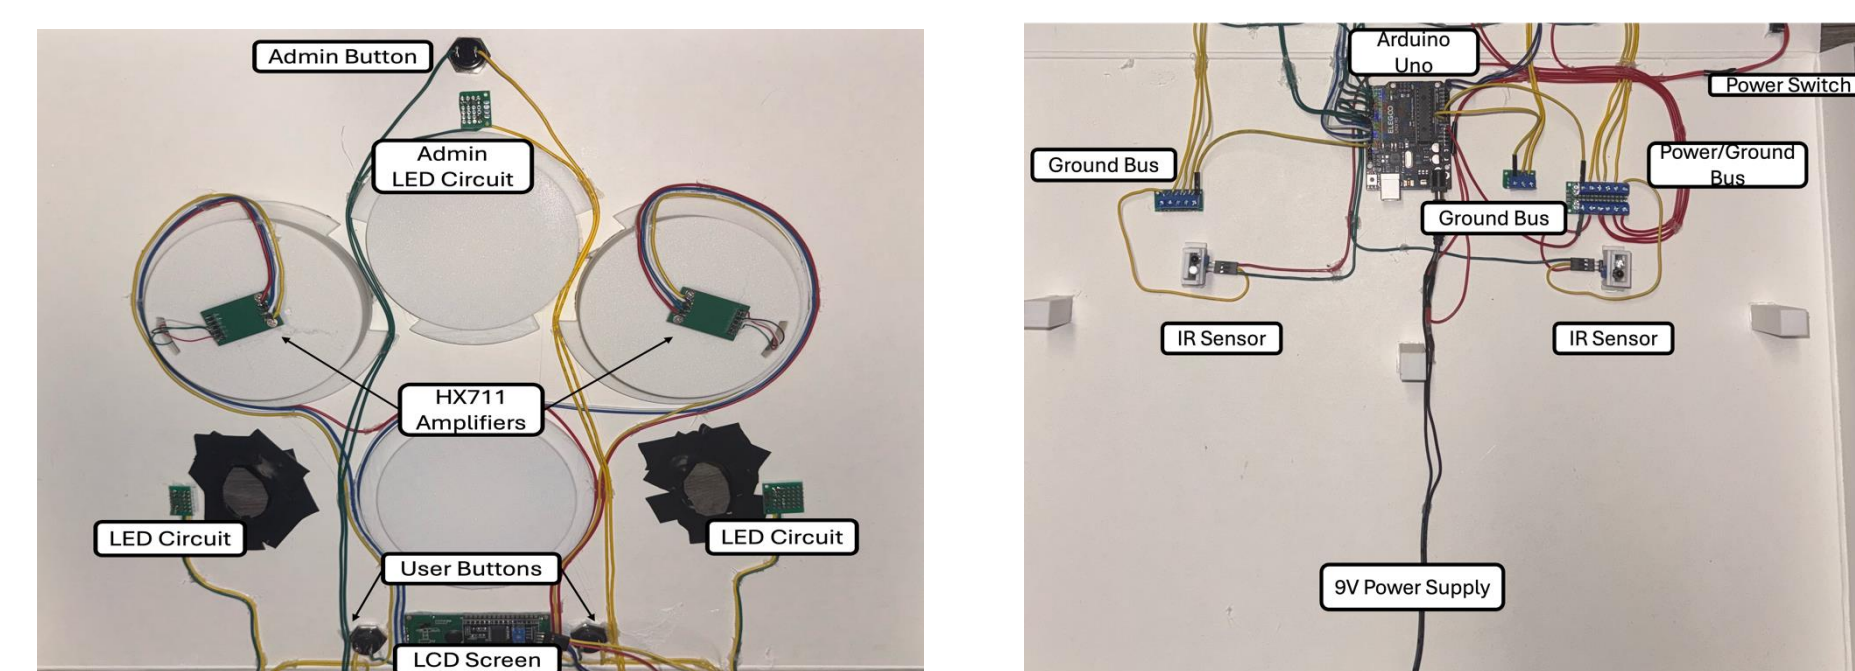 Admin Button
Admin
LED Circuit
HX711
Amplifiers
LED Circuit
LED Circuit
User Buttons
LCD Screen
Arduino
Uno
ELEGOO
Power Switch
Ground Bus
Power/Ground
Bus
Ground Bus
IR Sensor
IR Sensor
9V Power Supply